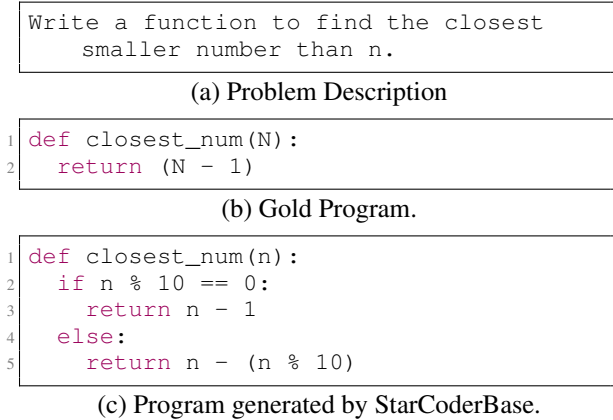 Write a function to find the closest
smaller number than n.
(a) Problem Description
1 def closest_num(N):
2 return (N - 1)
(b) Gold Program.
1 def closest_num(n):
2 if n % 10 == 0:
3 return n - 1
4 else:
5 return n - (n % 10)
(c) Program generated by StarCoderBase.